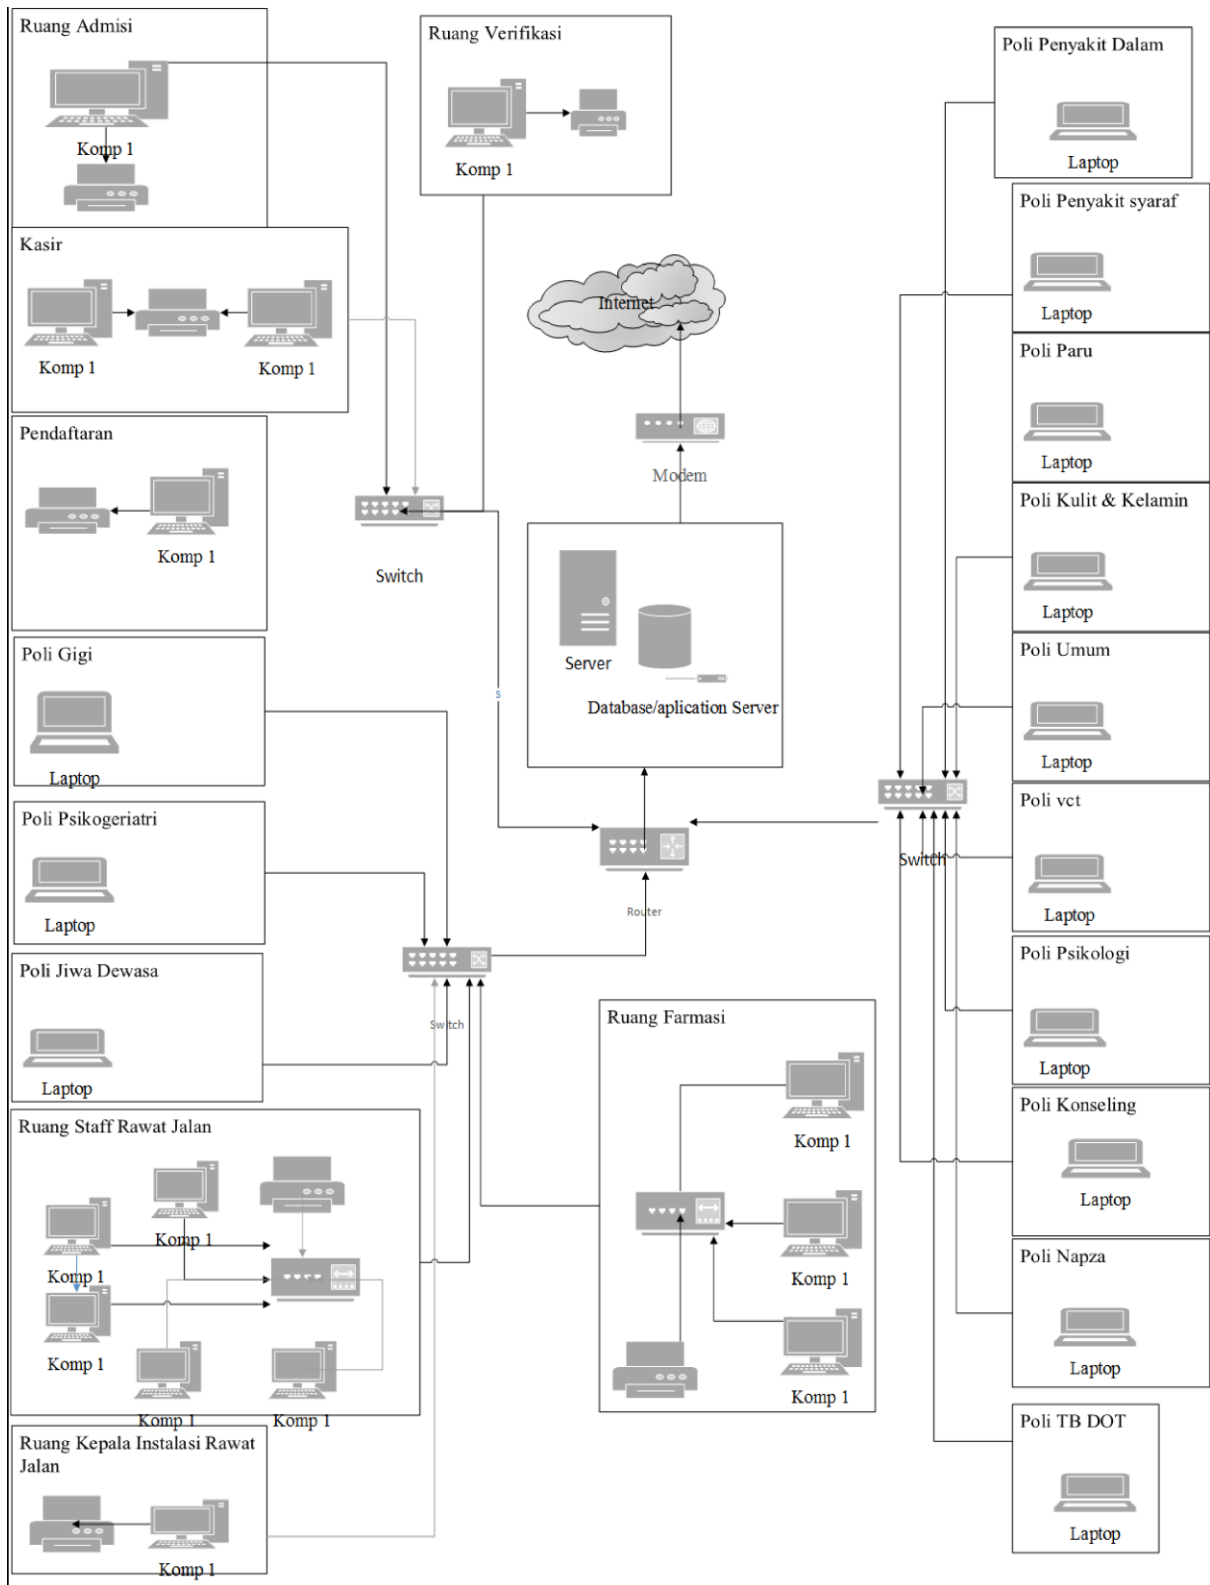 Ruang Admisi
Komp 1
Ruang Verifikasi
Komp 1
Poli Penyakit Dalam
Laptop
Kasir
Komp 1
Komp 1
Internet
Poli Penyakit syaraf
Laptop
Poli Paru
Laptop
Pendaftaran
Komp 1
Modem
Switch
Poli Kulit & Kelamin
Laptop
Server
Database/aplication Server
s
Poli Gigi
Laptop
Poli Umum
Laptop
Poli Psikogeriatri
Laptop
Router
Switch
Poli vct
Laptop
Poli Jiwa Dewasa
Laptop
Switch
Poli Psikologi
Laptop
Ruang Farmasi
Komp 1
Komp 1
Komp 1
Poli Konseling
Laptop
Ruang Staff Rawat Jalan
Komp 1
Komp 1
Komp 1
Komp 1
Komp 1
Poli Napza
Laptop
Ruang Kepala Instalasi Rawat
Jalan
Komp 1
Poli TB DOT
Laptop